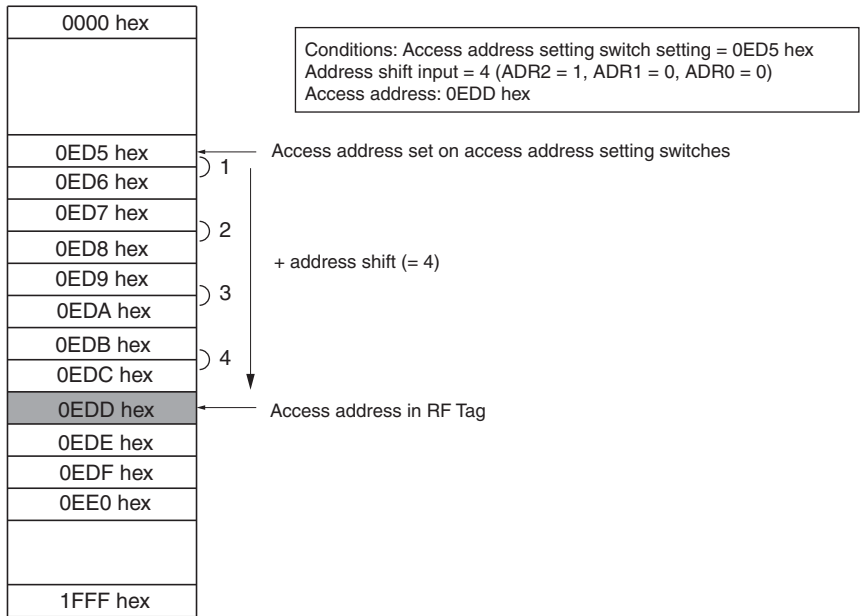 0000 hex
Conditions: Access address setting switch setting = 0ED5 hex
Address shift input = 4 (ADR2 = 1, ADR1 = 0, ADR0 = 0)
Access address: 0EDD hex
0ED5 hex
Access address set on access address setting switches
1
0ED6 hex
0ED7 hex
2
0ED8 hex
+ address shift (= 4)
0ED9 hex
3
0EDA hex
0EDB hex
4
0EDC hex
0EDD hex
Access address in RF Tag
0EDE hex
0EDF hex
0EE0 hex
1FFF hex